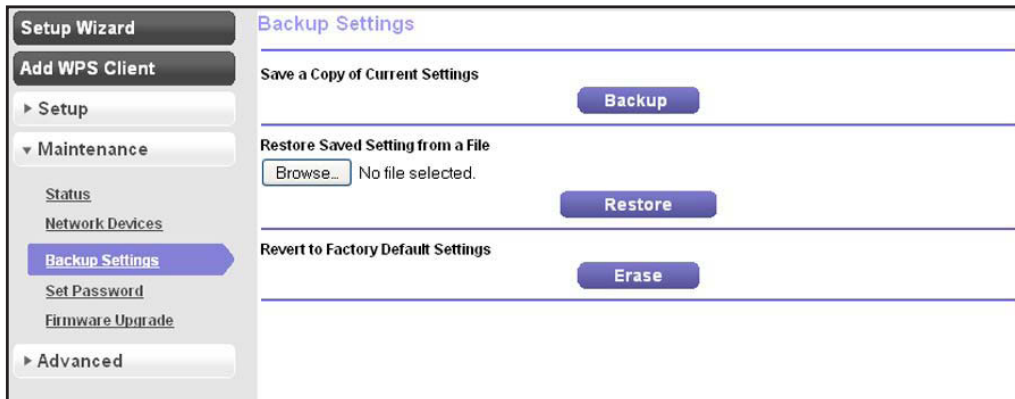 Setup Wizard
Add WPS Client
Setup
Maintenance
Status
Network Devices
Backup Settings
Set Password
Firmware Upgrade
Advanced
Backup Settings
Save a Copy of Current Settings
Backup
Restore Saved Setting from a File
Browse... No file selected.
Restore
Revert to Factory Default Settings
Erase